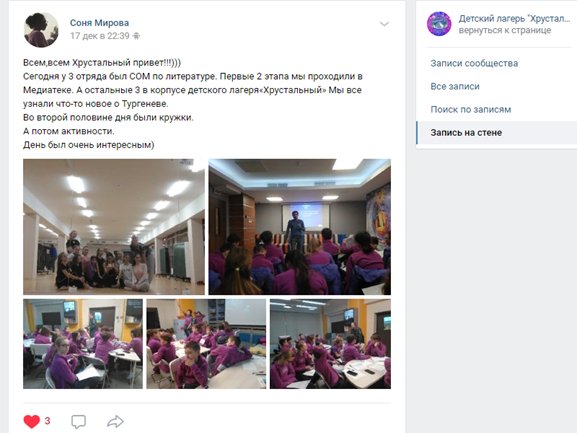 Соня Мирова
17 дек в 22:39
Всем,всем Хрустальный привет!!!)))
Сегодня у 3 отряда был СОМ по литературе. Первые 2 этапа мы проходили в
Медиатеке. А остальные 3 в корпусе детского лагеря«Хрустальный» Мы все
узнали что-то новое о Тургеневе.
Во второй половине дня были кружки.
А потом активности.
День был очень интересным)
3
Детский лагерь "Хрустал...
вернуться к странице
Записи сообщества
Все записи
Поиск по записям
Запись на стене